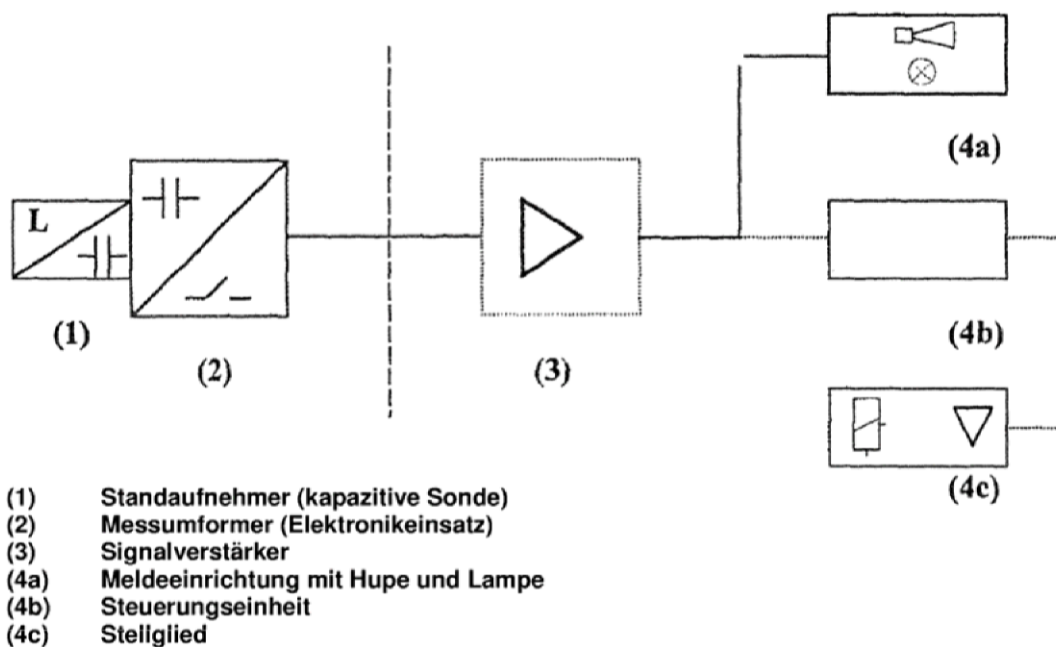 L
(1)
(2)
(3)
(4a)
(4b)
(4c)
(1) Standaufnehmer (kapazitive Sonde)
(2) Messumformer (Elektronikeinsatz)
(3) Signalverstärker
(4a) Meldeeinrichtung mit Hupe und Lampe
(4b) Steuerungseinheit
(4c) Stellglied